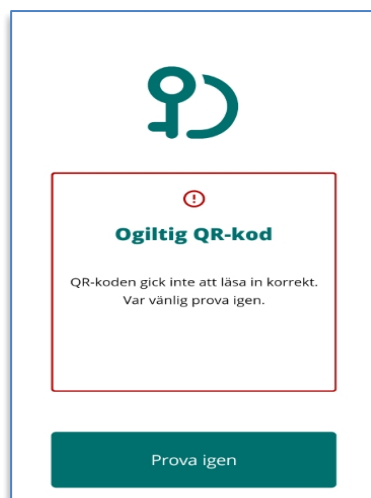 Ogiltig QR-kod
QR-koden gick inte att läsa in korrekt.
Var vänlig prova igen.
Prova igen